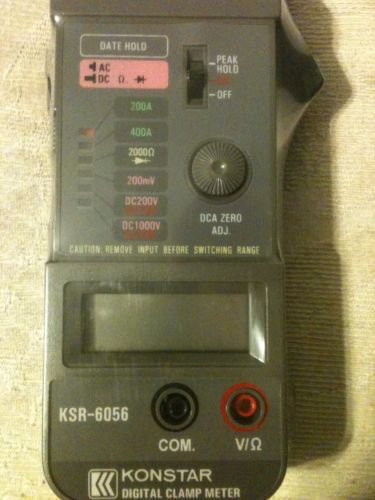 DATE HOLD
AC
DC Ω
PEAK
HOLD
OFF
200A
400A
2000Ω
200mV
DC200V
DC1000V
DCA ZERO
ADJ.
CAUTION: REMOVE INPUT BEFORE SWITCHING RANGE
KSR-6056
COM.
V/Ω
KONSTAR
DIGITAL CLAMP METER